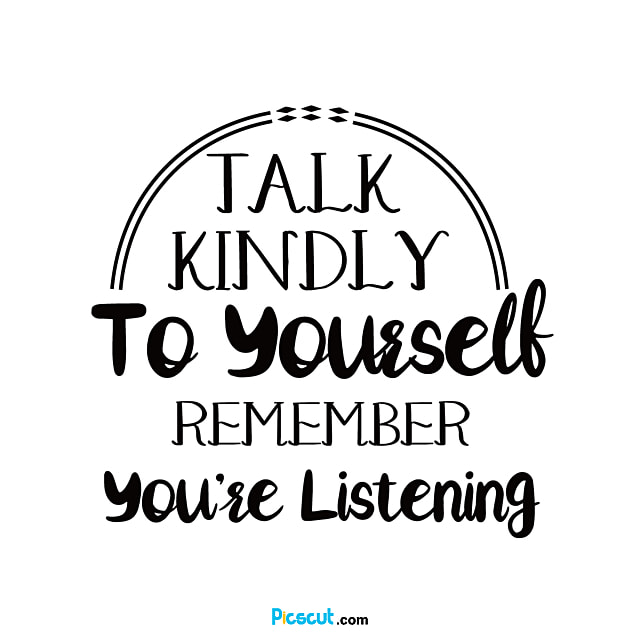 TALK
KINDLY
To Yourself
REMEMBER
You're Listening
Picscut.com